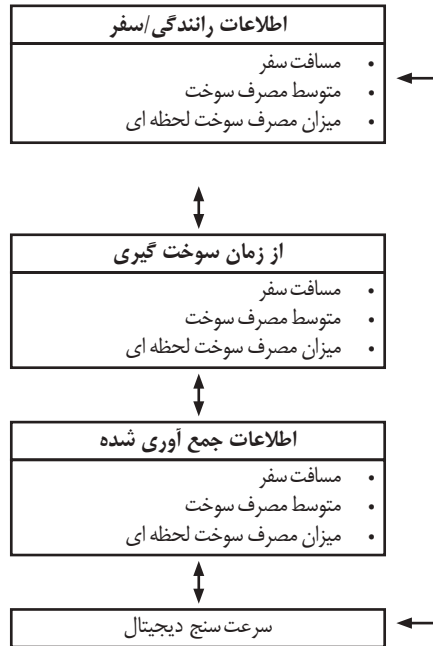 اطلاعات رانندگی/سفر
• مسافت سفر
• متوسط مصرف سوخت
• میزان مصرف سوخت لحظه ای
از زمان سوخت گیری
• مسافت سفر
• متوسط مصرف سوخت
• میزان مصرف سوخت لحظه ای
اطلاعات جمع آوری شده
• مسافت سفر
• متوسط مصرف سوخت
• میزان مصرف سوخت لحظه ای
سرعت سنج دیجیتال